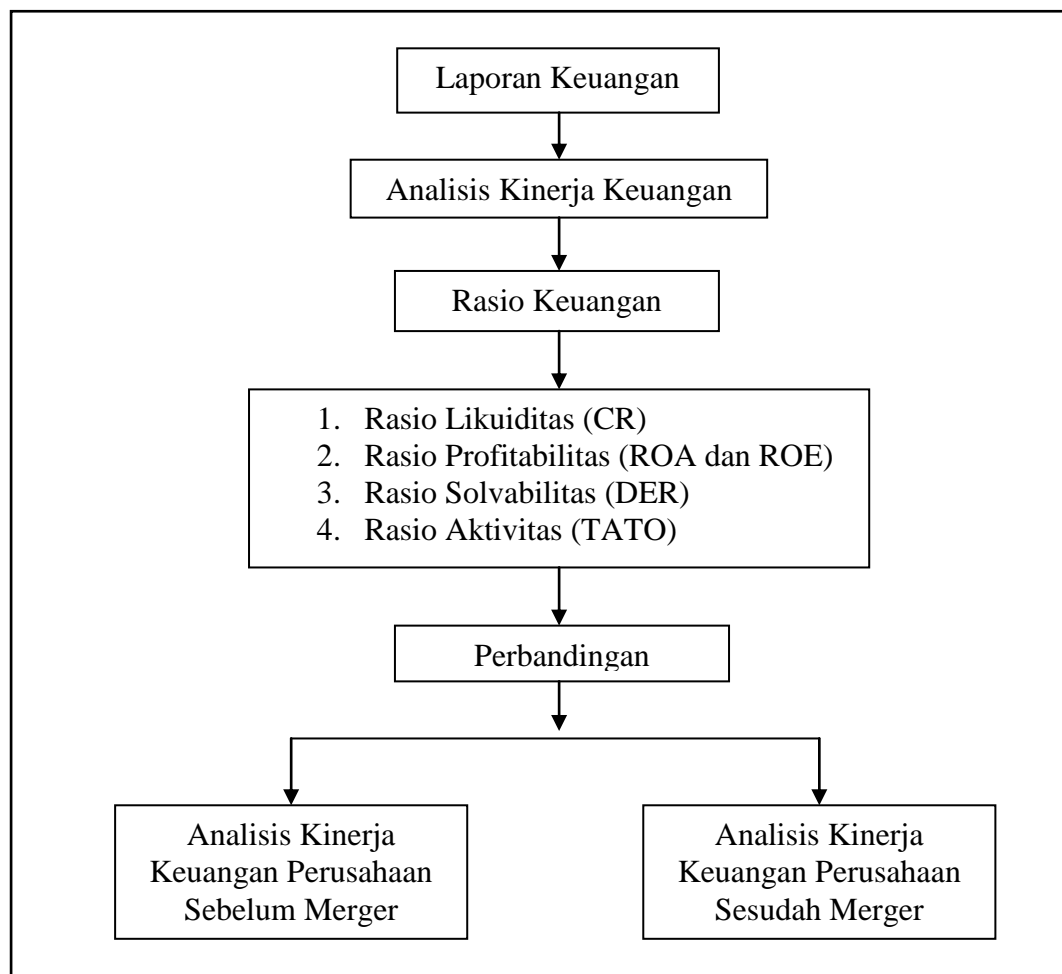 Laporan Keuangan
Analisis Kinerja Keuangan
Rasio Keuangan
1. Rasio Likuiditas (CR)
2. Rasio Profitabilitas (ROA dan ROE)
3. Rasio Solvabilitas (DER)
4. Rasio Aktivitas (TATO)
Perbandingan
Analisis Kinerja
Keuangan Perusahaan
Sebelum Merger
Analisis Kinerja
Keuangan Perusahaan
Sesudah Merger